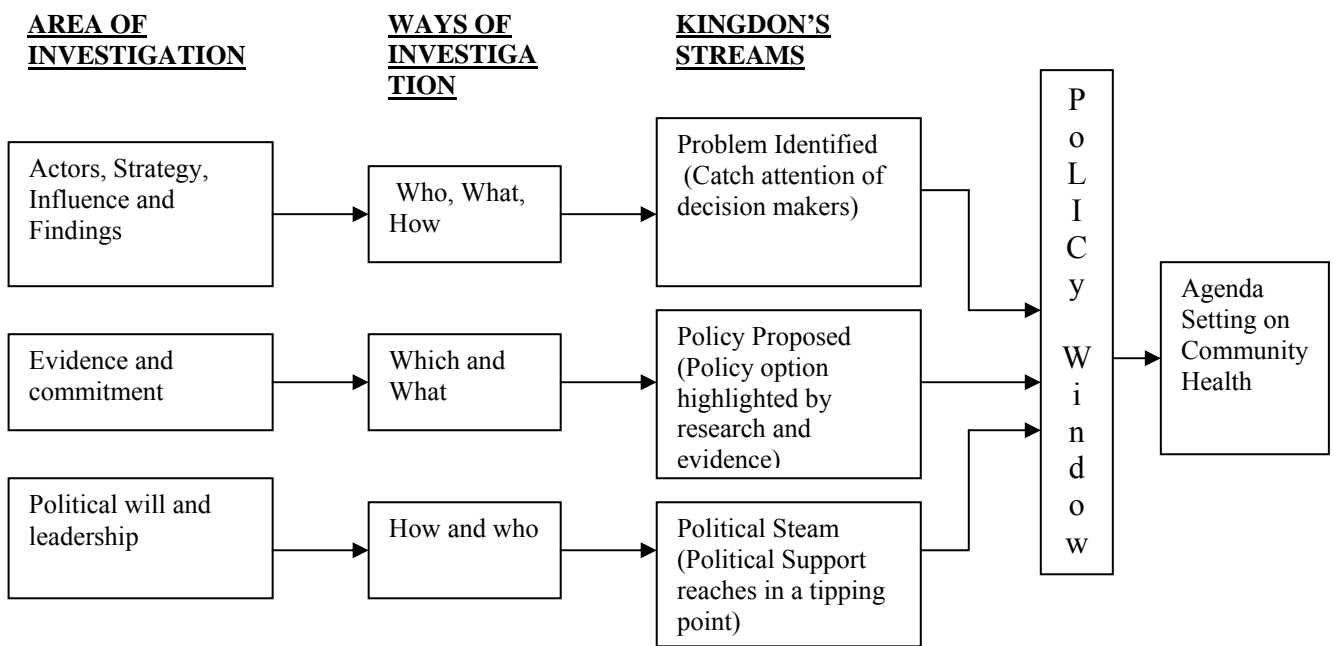 AREA OF
INVESTIGATION
WAYS OF
INVESTIGA
TION
KINGDON'S
STREAMS
Actors, Strategy,
Influence and
Findings
Who, What,
How
Problem Identified
(Catch attention of
decision makers)
Evidence and
commitment
Which and
What
Policy Proposed
(Policy option
highlighted by
research and
evidence)
Political will and
leadership
How and who
Political Steam
(Political Support
reaches in a tipping
point)
PoLICy Window
Agenda
Setting on
Community
Health